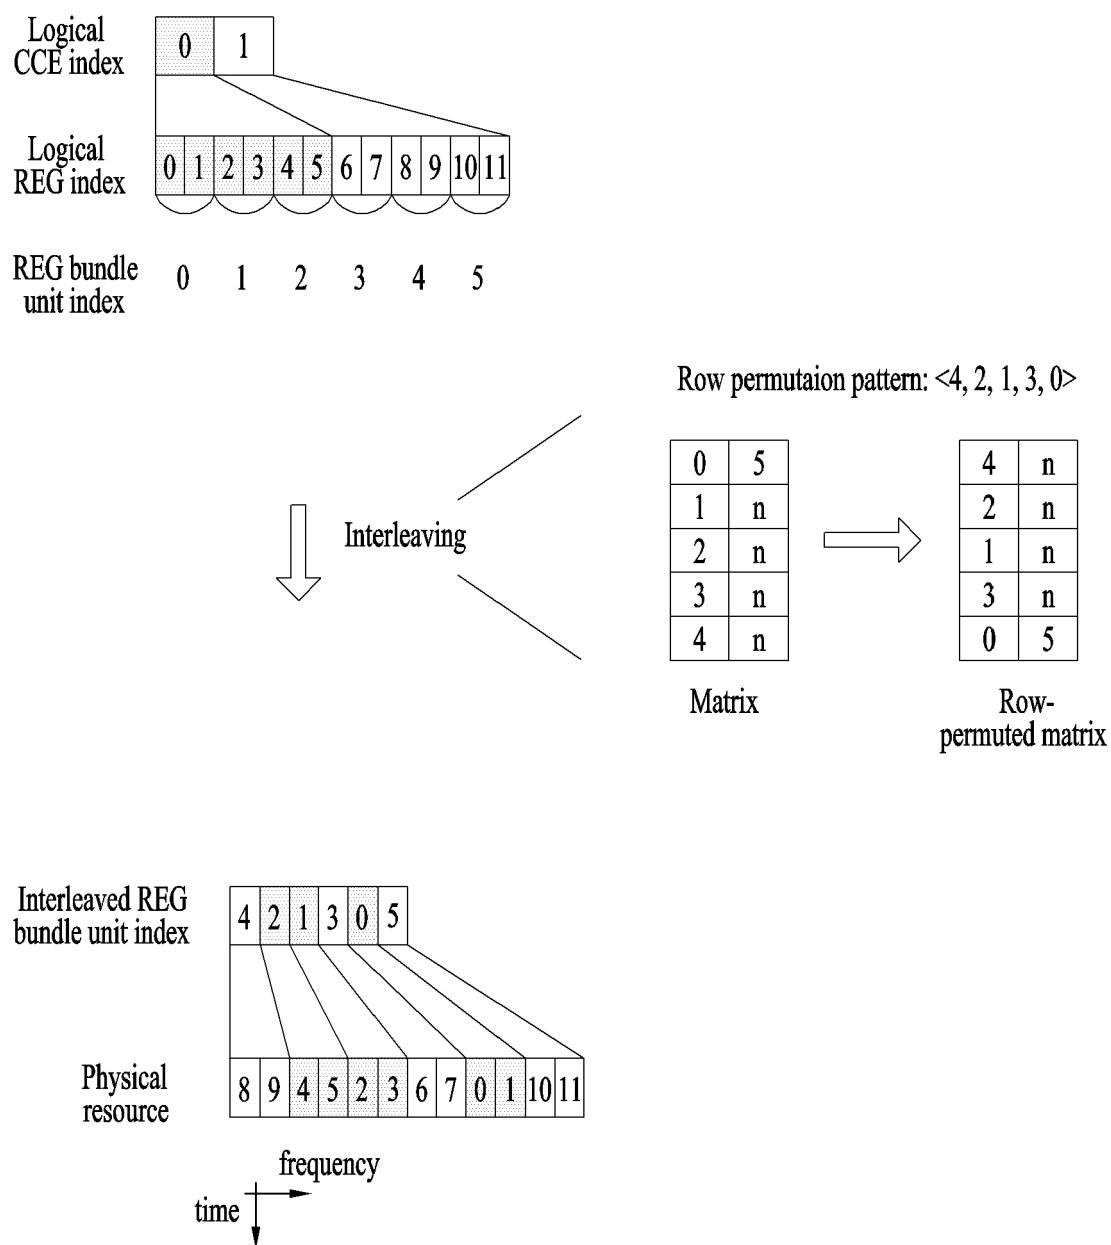 Logical
CCE index
0 1
Logical
REG index
0 1 2 3 4 5 6 7 8 9 10 11
REG bundle
unit index
0 1 2 3 4 5
Row permutaion pattern: <4, 2, 1, 3, 0>
Interleaving
0 5
1 n
2 n
3 n
4 n
Matrix
4 n
2 n
1 n
3 n
0 5
Row-
permuted matrix
Interleaved REG
bundle unit index
4 2 1 3 0 5
Physical
resource
8 9 4 5 2 3 6 7 0 1 10 11
frequency
time